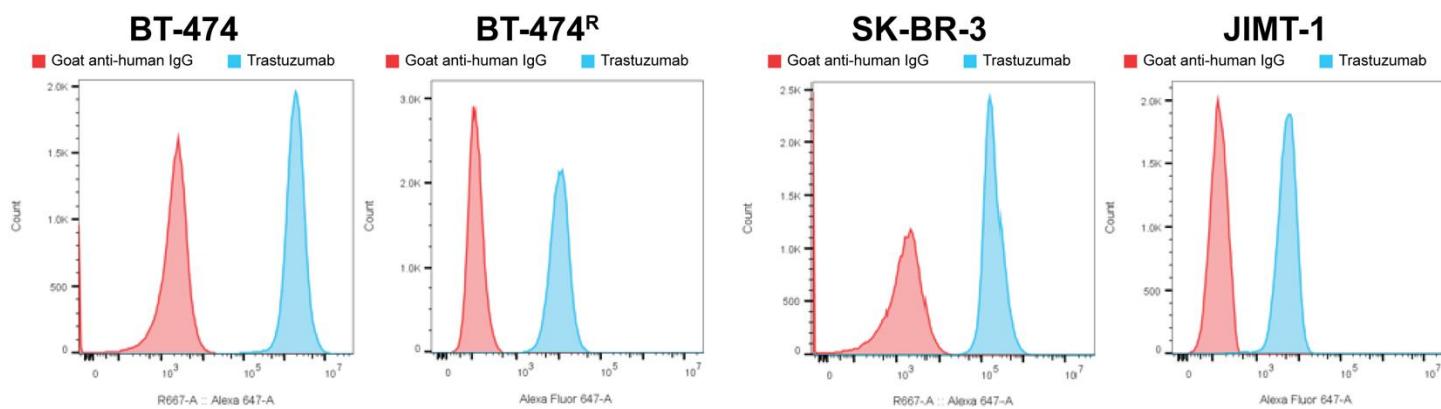 BT-474
Goat anti-human IgG Trastuzumab
2.0K
1.5K
1.0K
500
0
Count
0 10³ 10⁵ 10⁷
R667-A :: Alexa 647-A
BT-474ᴿ
Goat anti-human IgG Trastuzumab
3.0K
2.0K
1.0K
0
Count
0 10³ 10⁵ 10⁷
Alexa Fluor 647-A
SK-BR-3
Goat anti-human IgG Trastuzumab
2.5K
2.0K
1.5K
1.0K
500
0
Count
0 10³ 10⁵ 10⁷
R667-A :: Alexa 647-A
JIMT-1
Goat anti-human IgG Trastuzumab
2.0K
1.5K
1.0K
500
0
Count
0 10³ 10⁵ 10⁷
Alexa Fluor 647-A